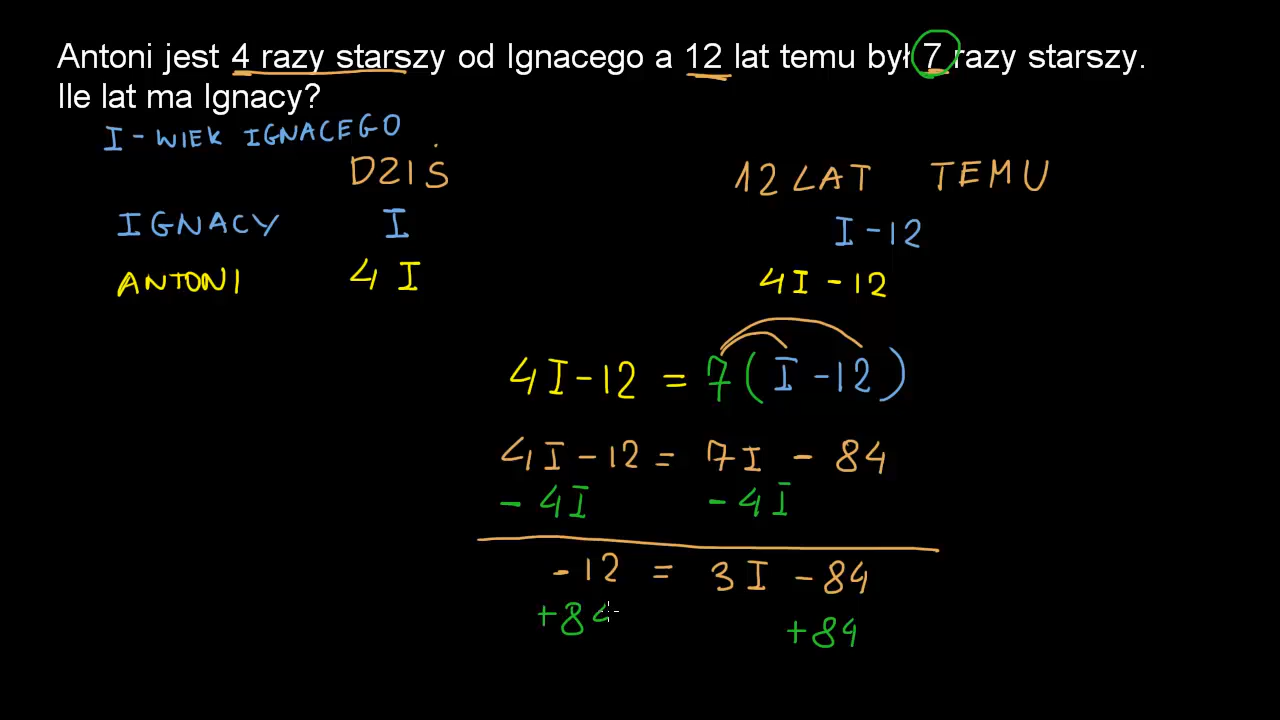 Antoni jest 4 razy starszy od Ignacego a 12 lat temu był 7 razy starszy.
Ile lat ma Ignacy?
I - WIEK IGNACEGO
DZIŚ 12 LAT TEMU
IGNACY I I - 12
ANTONI 4 I 4I - 12
4I - 12 = 7 ( I - 12 )
4I - 12 = 7I - 84
- 4I - 4I
- 12 = 3I - 84
+84 +84